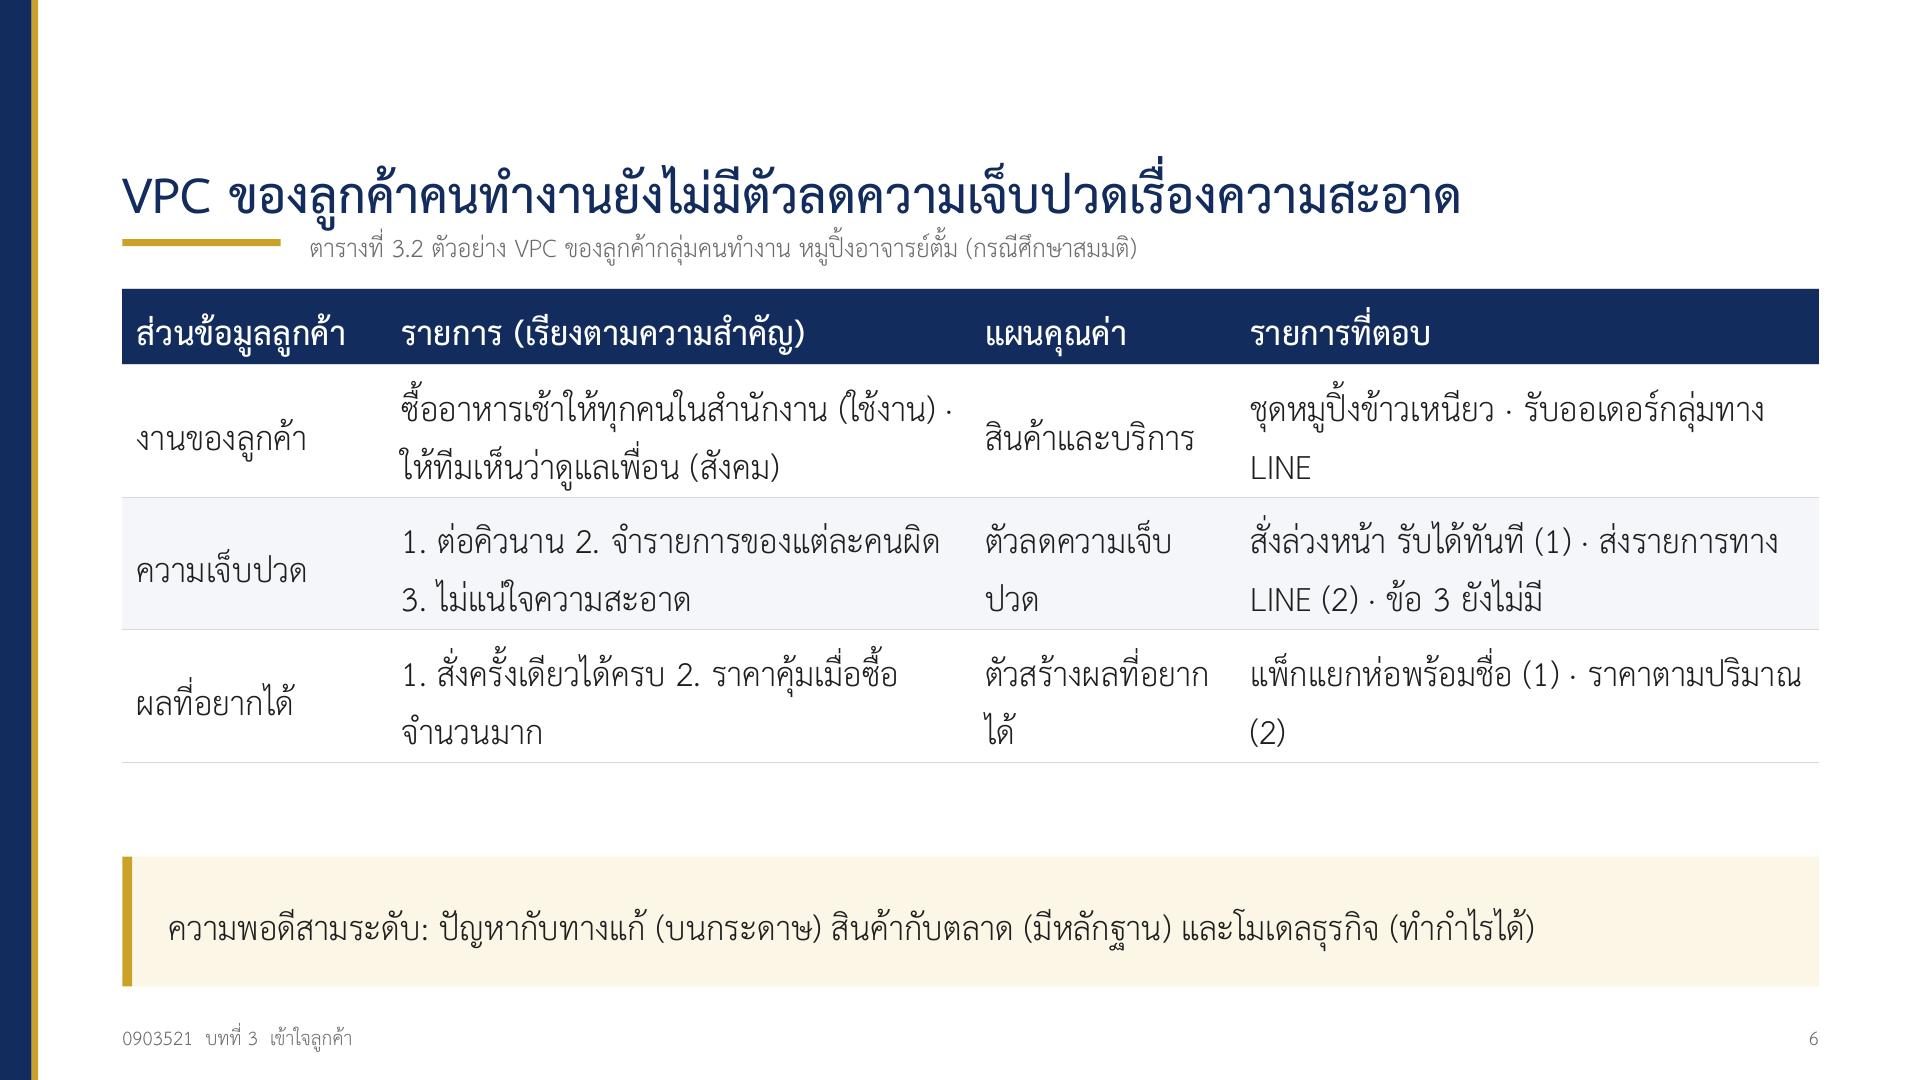 VPC ของลูกค้าคนทำงานยังไม่มีตัวลดความเจ็บปวดเรื่องความสะอาด
ตารางที่ 3.2 ตัวอย่าง VPC ของลูกค้ากลุ่มคนทำงาน หมูปิ้งอาจารย์ตั้ม (กรณีศึกษาสมมติ)
ส่วนข้อมูลลูกค้า รายการ (เรียงตามความสำคัญ) แผนคุณค่า รายการที่ตอบ
งานของลูกค้า
ซื้ออาหารเช้าให้ทุกคนในสำนักงาน (ใช้งาน) ·
ให้ทีมเห็นว่าดูแลเพื่อน (สังคม)
สินค้าและบริการ
ชุดหมูปิ้งข้าวเหนียว · รับออเดอร์กลุ่มทาง
LINE
ความเจ็บปวด
1. ต่อคิวนาน 2. จำรายการของแต่ละคนผิด
3. ไม่แน่ใจความสะอาด
ตัวลดความเจ็บ
ปวด
สั่งล่วงหน้า รับได้ทันที (1) · ส่งรายการทาง
LINE (2) · ข้อ 3 ยังไม่มี
ผลที่อยากได้
1. สั่งครั้งเดียวได้ครบ 2. ราคาคุ้มเมื่อซื้อ
จำนวนมาก
ตัวสร้างผลที่อยาก
ได้
แพ็กแยกห่อพร้อมชื่อ (1) · ราคาตามปริมาณ
(2)
ความพอดีสามระดับ: ปัญหากับทางแก้ (บนกระดาษ) สินค้ากับตลาด (มีหลักฐาน) และโมเดลธุรกิจ (ทำกำไรได้)
0903521 บทที่ 3 เข้าใจลูกค้า
6